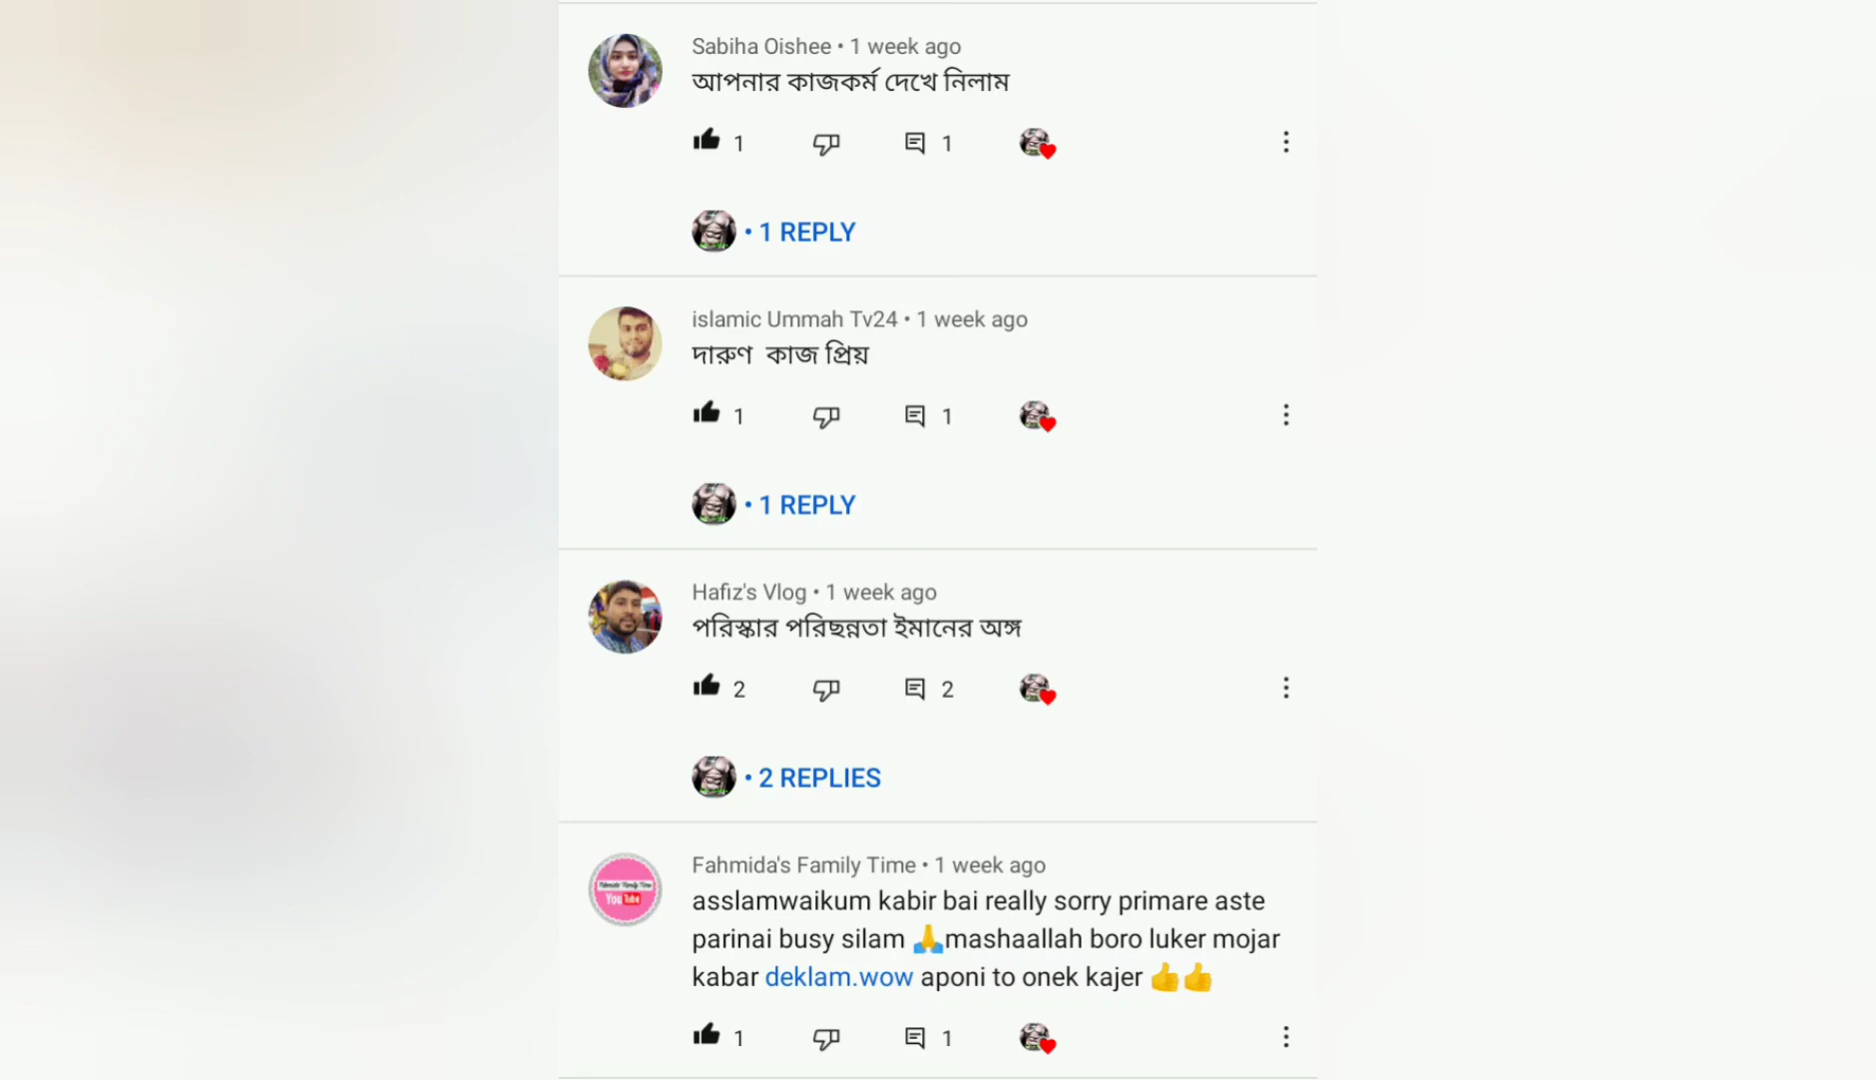 Sabiha Oishee • 1 week ago
আপনার কাজকর্ম দেখে নিলাম
1
1
• 1 REPLY
islamic Ummah Tv24 • 1 week ago
দারুণ কাজ প্রিয়
1
1
• 1 REPLY
Hafiz's Vlog • 1 week ago
পরিস্কার পরিছন্নতা ইমানের অঙ্গ
2
2
• 2 REPLIES
Fahmida's Family Time • 1 week ago
asslamwaikum kabir bai really sorry primare aste
parinai busy silam 🙏mashaallah boro luker mojar
kabar deklam.wow aponi to onek kajer 👍👍
You Tube
1
1